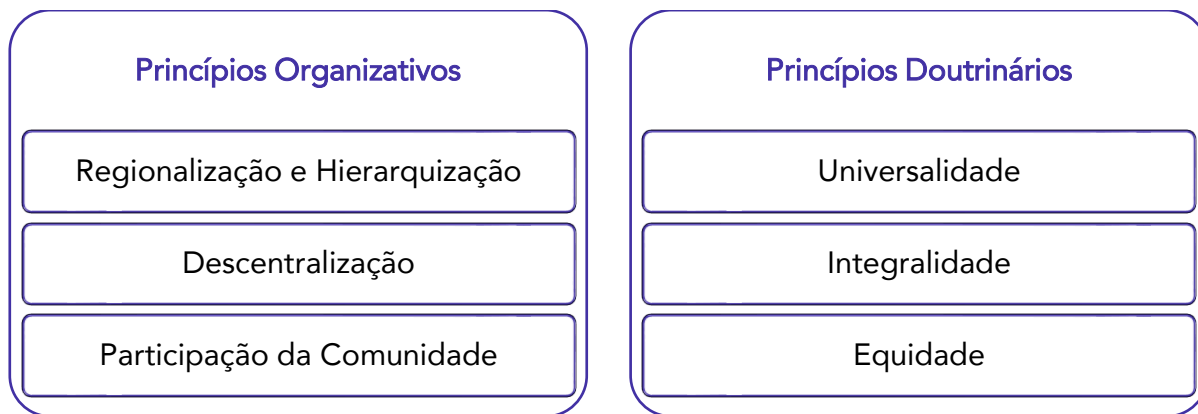 Princípios Organizativos
Regionalização e Hierarquização
Descentralização
Participação da Comunidade
Princípios Doutrinários
Universalidade
Integralidade
Equidade